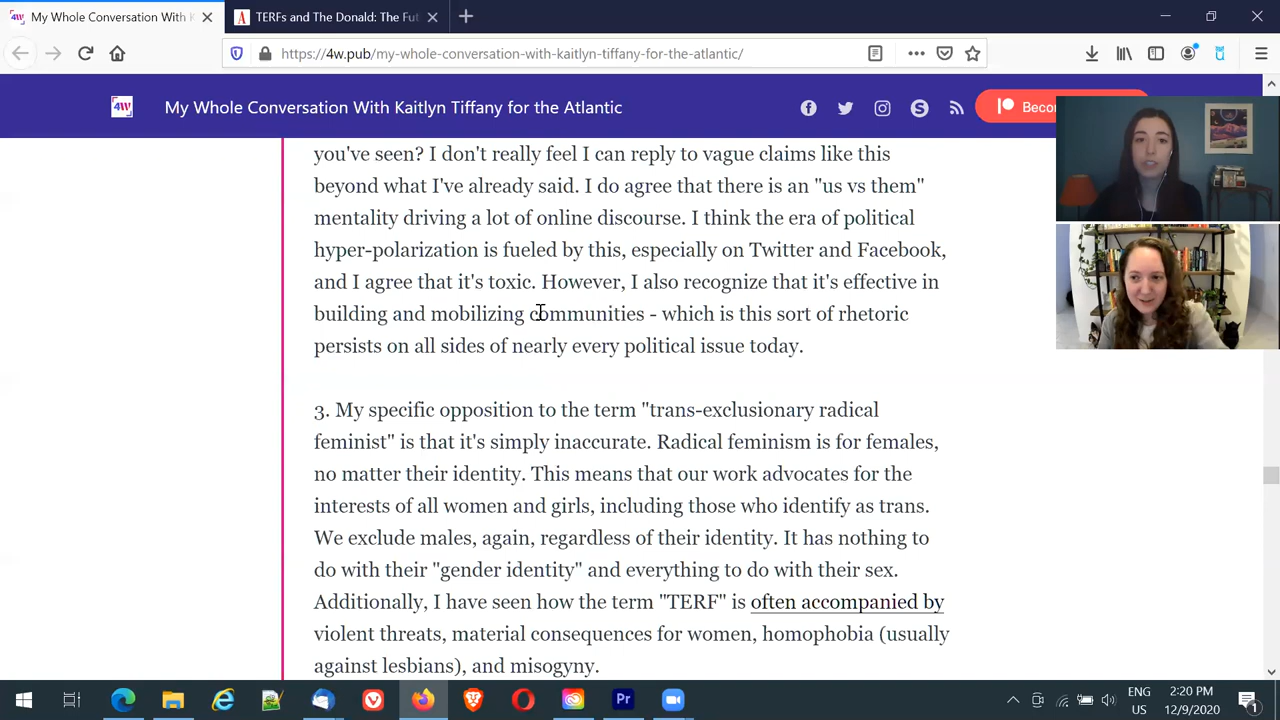 My Whole Conversation With K
TERFs and The Donald: The Fut
https://4w.pub/my-whole-conversation-with-kaitlyn-tiffany-for-the-atlantic/
4W
My Whole Conversation With Kaitlyn Tiffany for the Atlantic
Beco
you've seen? I don't really feel I can reply to vague claims like this
beyond what I've already said. I do agree that there is an "us vs them"
mentality driving a lot of online discourse. I think the era of political
hyper-polarization is fueled by this, especially on Twitter and Facebook,
and I agree that it's toxic. However, I also recognize that it's effective in
building and mobilizing communities - which is this sort of rhetoric
persists on all sides of nearly every political issue today.
3. My specific opposition to the term "trans-exclusionary radical
feminist" is that it's simply inaccurate. Radical feminism is for females,
no matter their identity. This means that our work advocates for the
interests of all women and girls, including those who identify as trans.
We exclude males, again, regardless of their identity. It has nothing to
do with their "gender identity" and everything to do with their sex.
Additionally, I have seen how the term "TERF" is often accompanied by
violent threats, material consequences for women, homophobia (usually
against lesbians), and misogyny.
Pr
ENG
US
2:20 PM
12/9/2020
1